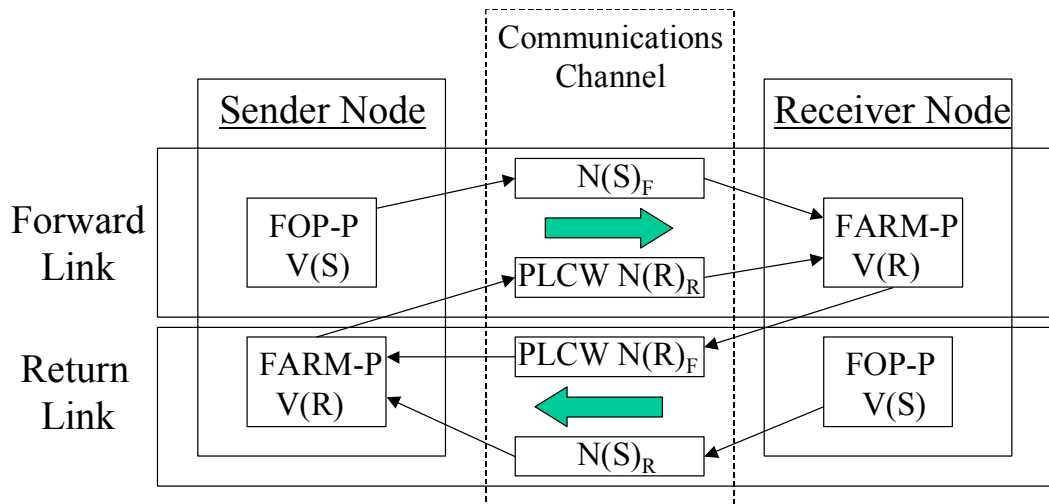 Communications
Channel
Sender Node
Receiver Node
Forward
Link
FOP-P
V(S)
N(S)F
PLCW N(R)R
FARM-P
V(R)
Return
Link
FARM-P
V(R)
PLCW N(R)F
N(S)R
FOP-P
V(S)